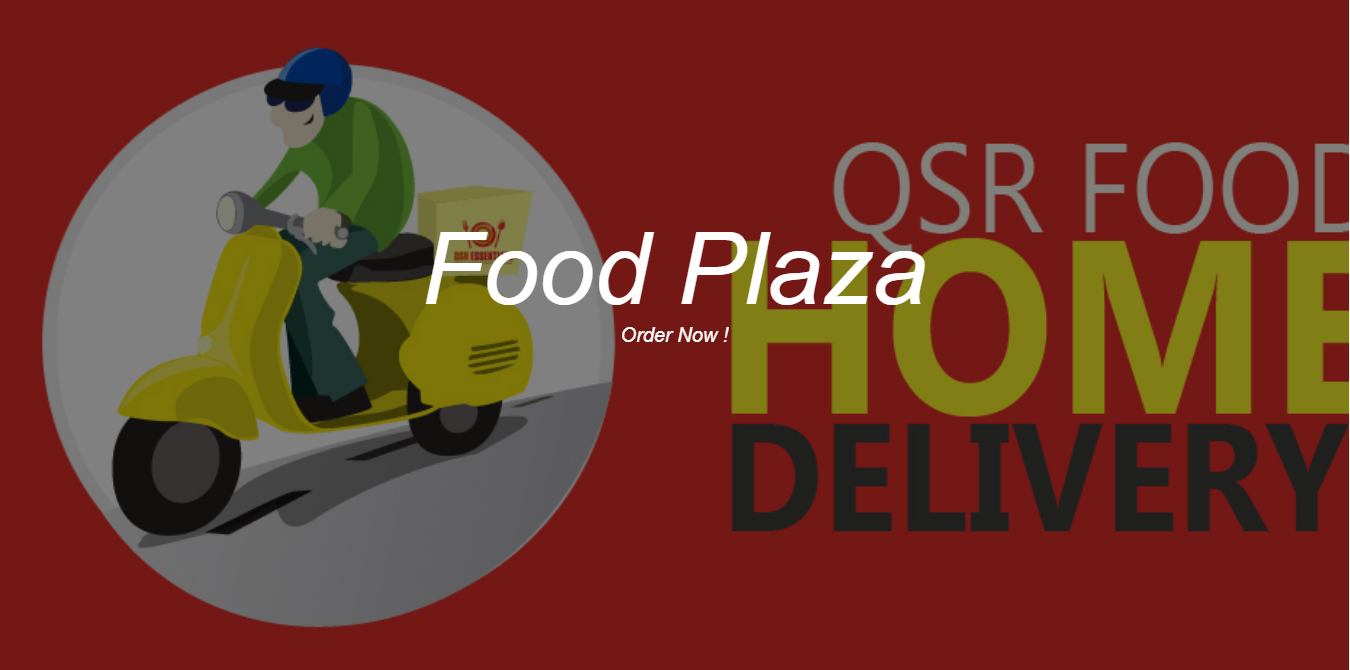 QSR FOOD
Food Plaza
HOME
Order Now !
DELIVERY